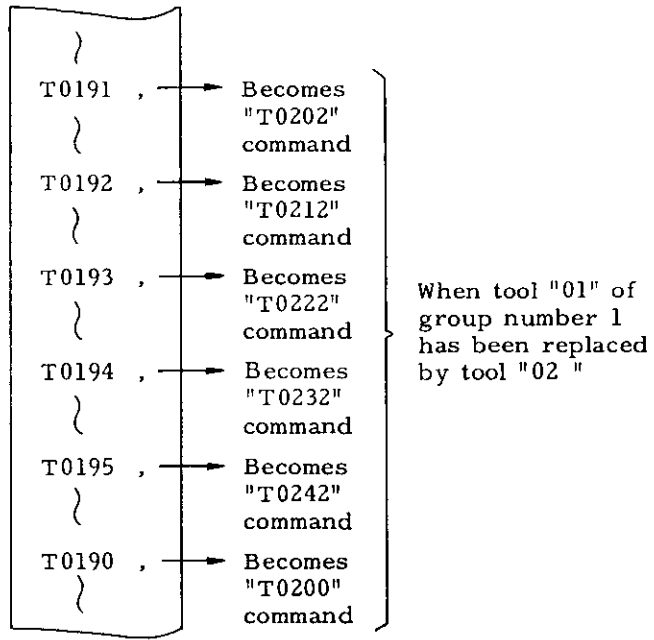 T0191 , Becomes
"T0202"
command
T0192 , Becomes
"T0212"
command
T0193 , Becomes
"T0222"
command
T0194 , Becomes
"T0232"
command
T0195 , Becomes
"T0242"
command
T0190 , Becomes
"T0200"
command
When tool "01" of
group number 1
has been replaced
by tool "02 "